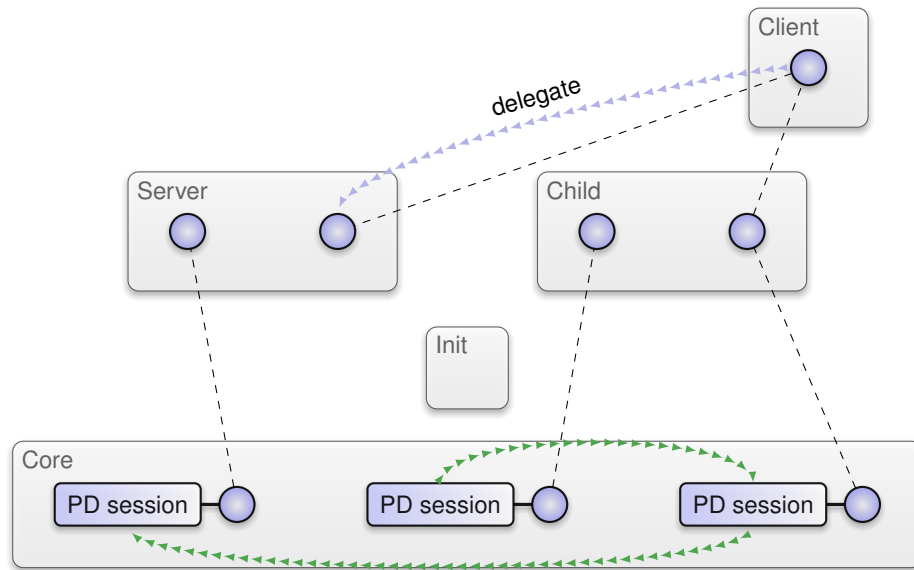 Client
delegate
Server
Child
Init
Core
PD session
PD session
PD session